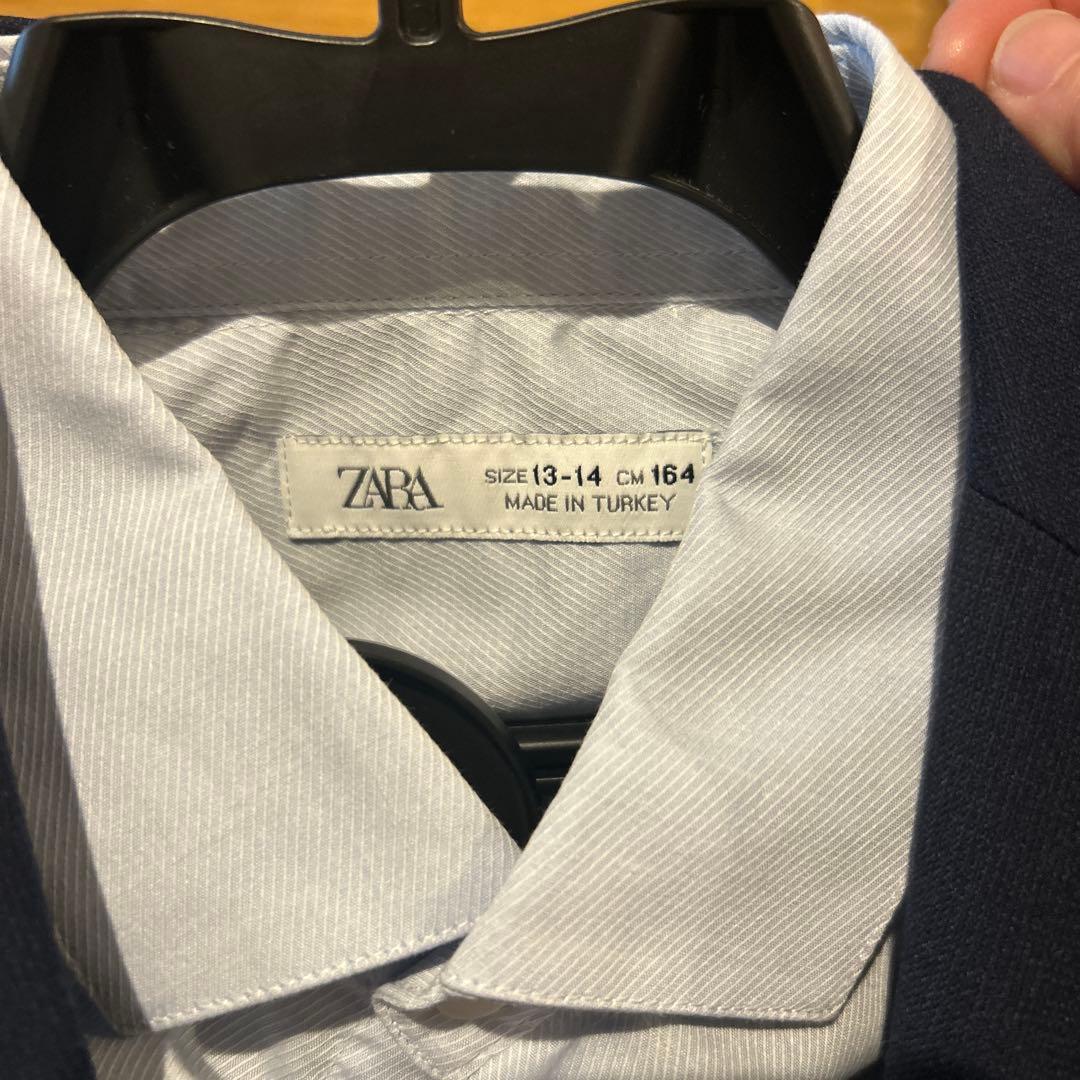 ZARA
SIZE 13-14 CM 164
MADE IN TURKEY